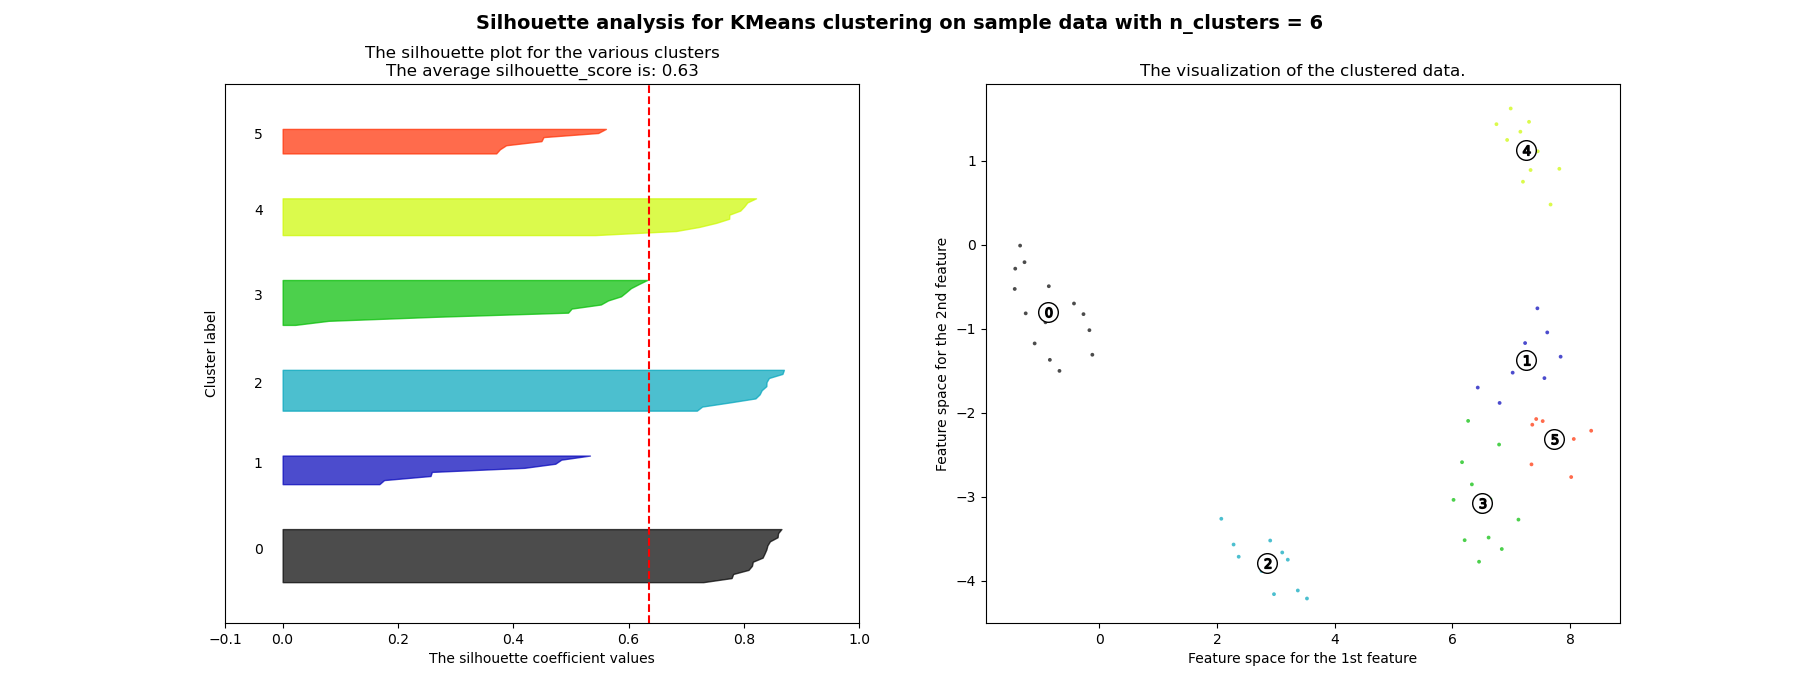 Silhouette analysis for KMeans clustering on sample data with n_clusters = 6
The silhouette plot for the various clusters
The average silhouette_score is: 0.63
5
4
3
2
1
0
Cluster label
−0.1 0.0 0.2 0.4 0.6 0.8 1.0
The silhouette coefficient values
The visualization of the clustered data.
1
0
−1
−2
−3
−4
Feature space for the 2nd feature
4
0
1
5
3
2
0 2 4 6 8
Feature space for the 1st feature